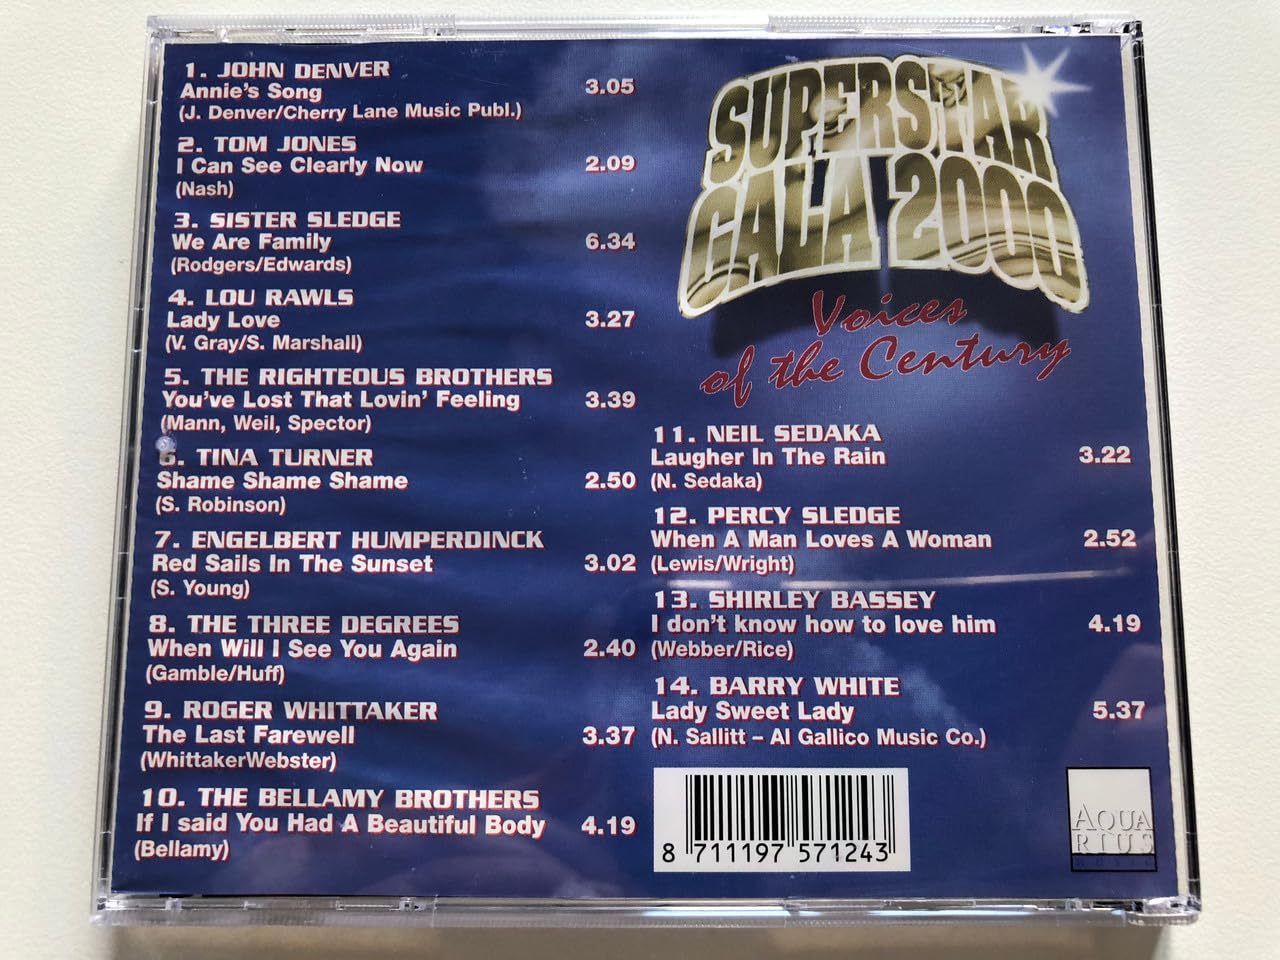 1. JOHN DENVER
Annie's Song 3.05
(J. Denver/Cherry Lane Music Publ.)
2. TOM JONES
I Can See Clearly Now 2.09
(Nash)
3. SISTER SLEDGE
We Are Family 6.34
(Rodgers/Edwards)
4. LOU RAWLS
Lady Love 3.27
(V. Gray/S. Marshall)
5. THE RIGHTEOUS BROTHERS
You've Lost That Lovin' Feeling 3.39
(Mann, Weil, Spector)
6. TINA TURNER
Shame Shame Shame 2.50
(S. Robinson)
7. ENGELBERT HUMPERDINCK
Red Sails In The Sunset 3.02
(S. Young)
8. THE THREE DEGREES
When Will I See You Again 2.40
(Gamble/Huff)
9. ROGER WHITTAKER
The Last Farewell 3.37
(WhittakerWebster)
10. THE BELLAMY BROTHERS
If I said You Had A Beautiful Body 4.19
(Bellamy)
SUPERSTAR
GALA 2000
Voices
of the Century
11. NEIL SEDAKA
Laugher In The Rain 3.22
(N. Sedaka)
12. PERCY SLEDGE
When A Man Loves A Woman 2.52
(Lewis/Wright)
13. SHIRLEY BASSEY
I don't know how to love him 4.19
(Webber/Rice)
14. BARRY WHITE
Lady Sweet Lady 5.37
(N. Sallitt – Al Gallico Music Co.)
8 711197 571243
AQUA
RIUS